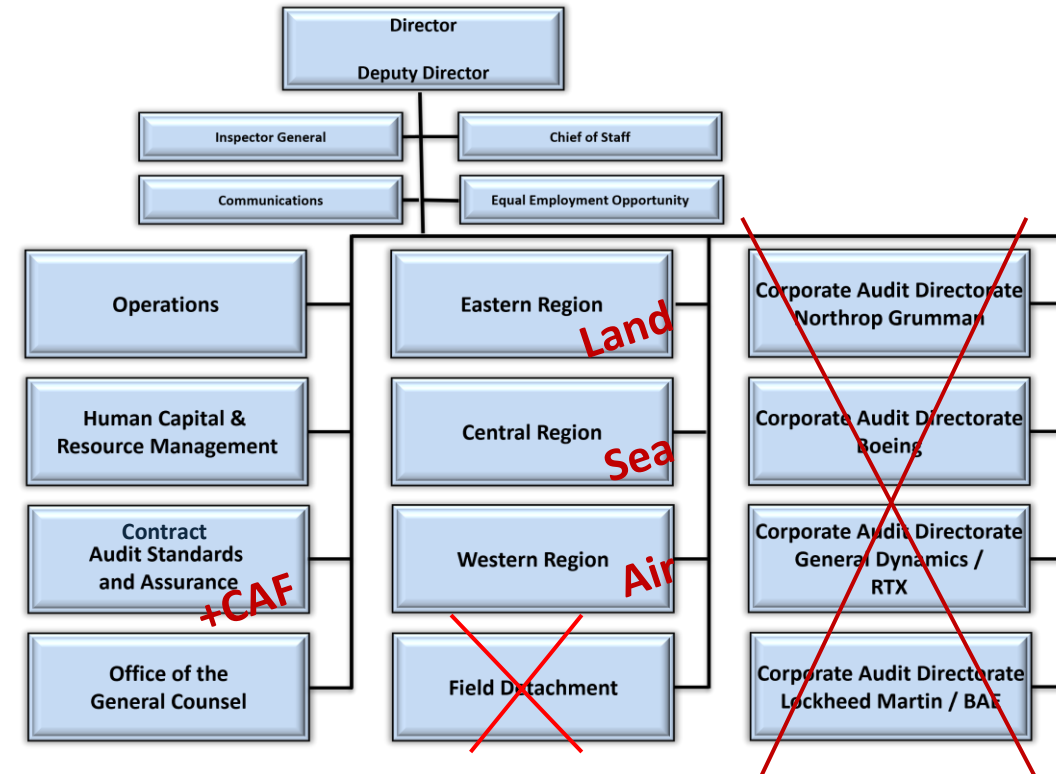 Director
Deputy Director
Inspector General
Chief of Staff
Communications
Equal Employment Opportunity
Operations
Human Capital &
Resource Management
Contract
Audit Standards
and Assurance
+CAF
Office of the
General Counsel
Eastern Region
Land
Central Region
Sea
Western Region
Air
Field Detachment
Corporate Audit Directorate
Northrop Grumman
Corporate Audit Directorate
Boeing
Corporate Audit Directorate
General Dynamics /
RTX
Corporate Audit Directorate
Lockheed Martin / BAE